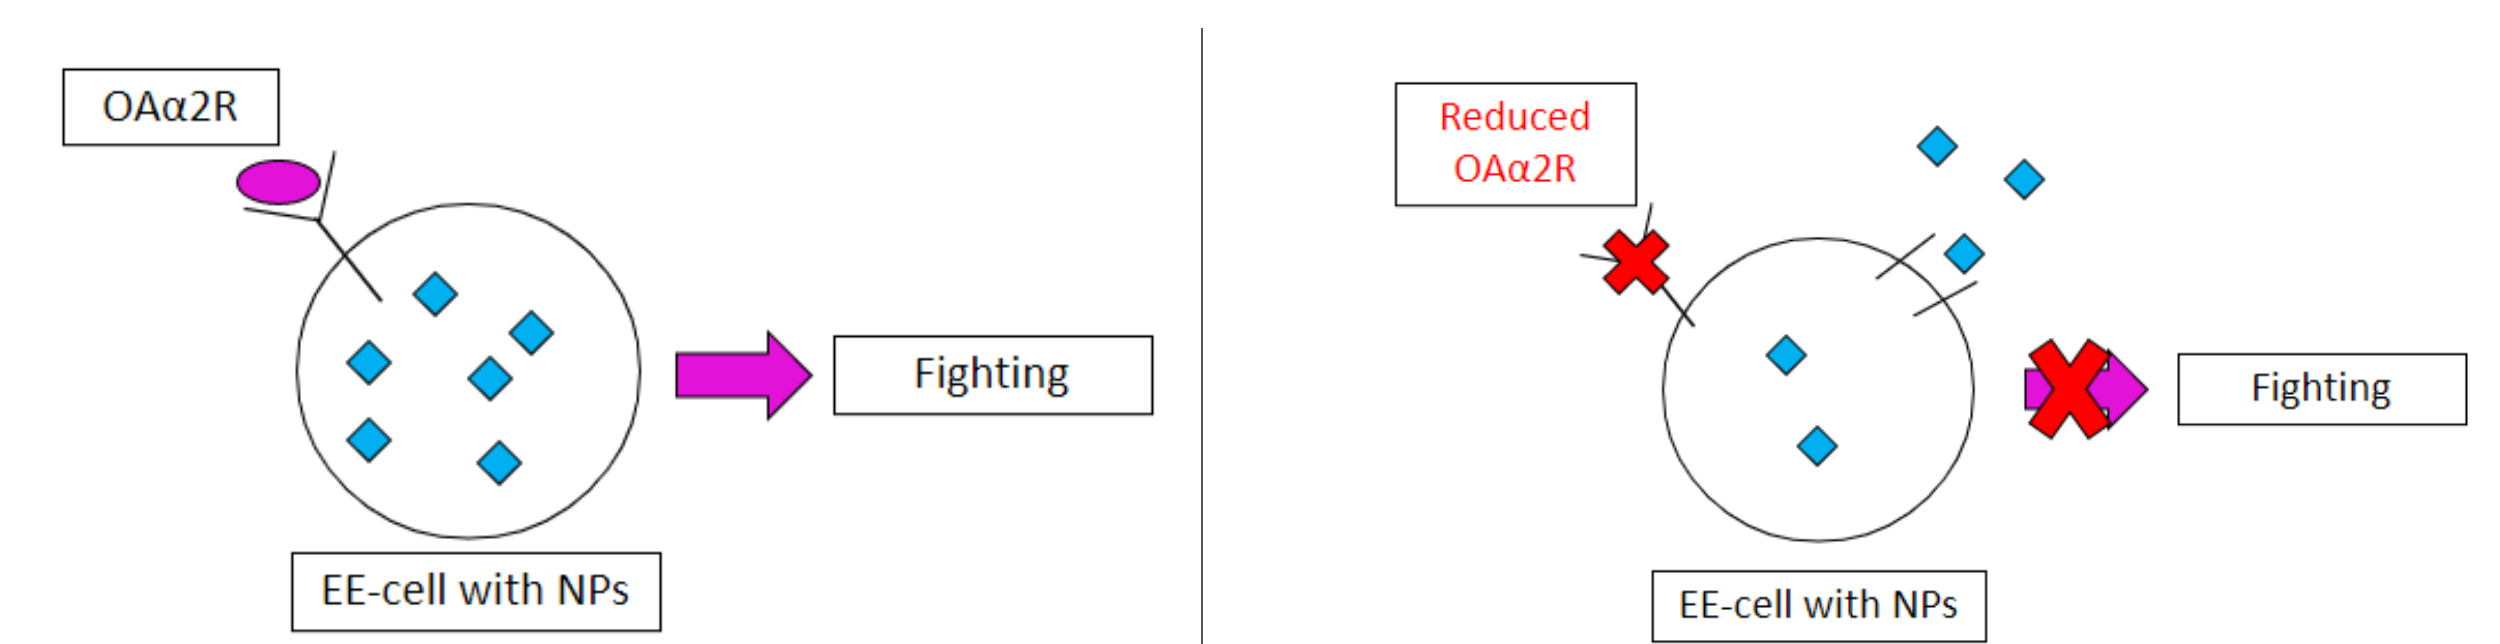 OAα2R
Fighting
EE-cell with NPs
Reduced
OAα2R
Fighting
EE-cell with NPs